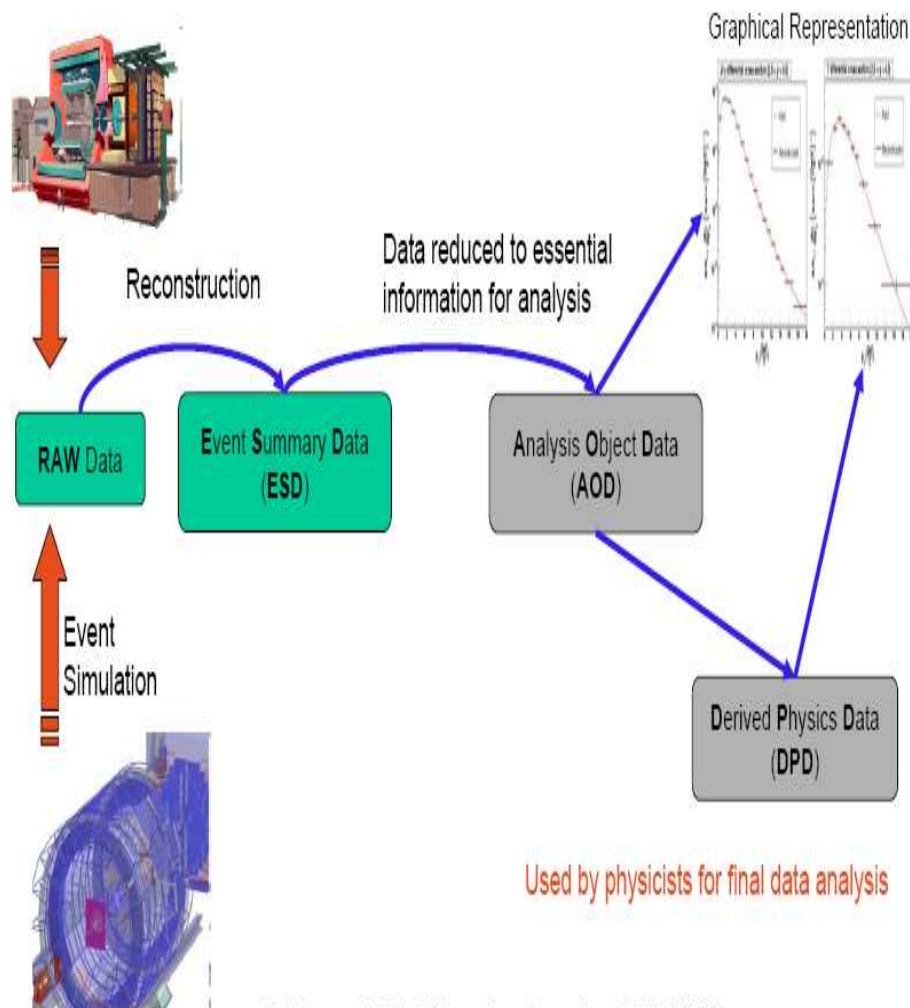 Graphical Representation
Data reduced to essential
information for analysis
Reconstruction
RAW Data
Event Summary Data
(ESD)
Analysis Object Data
(AOD)
Event
Simulation
Derived Physics Data
(DPD)
Used by physicists for final data analysis